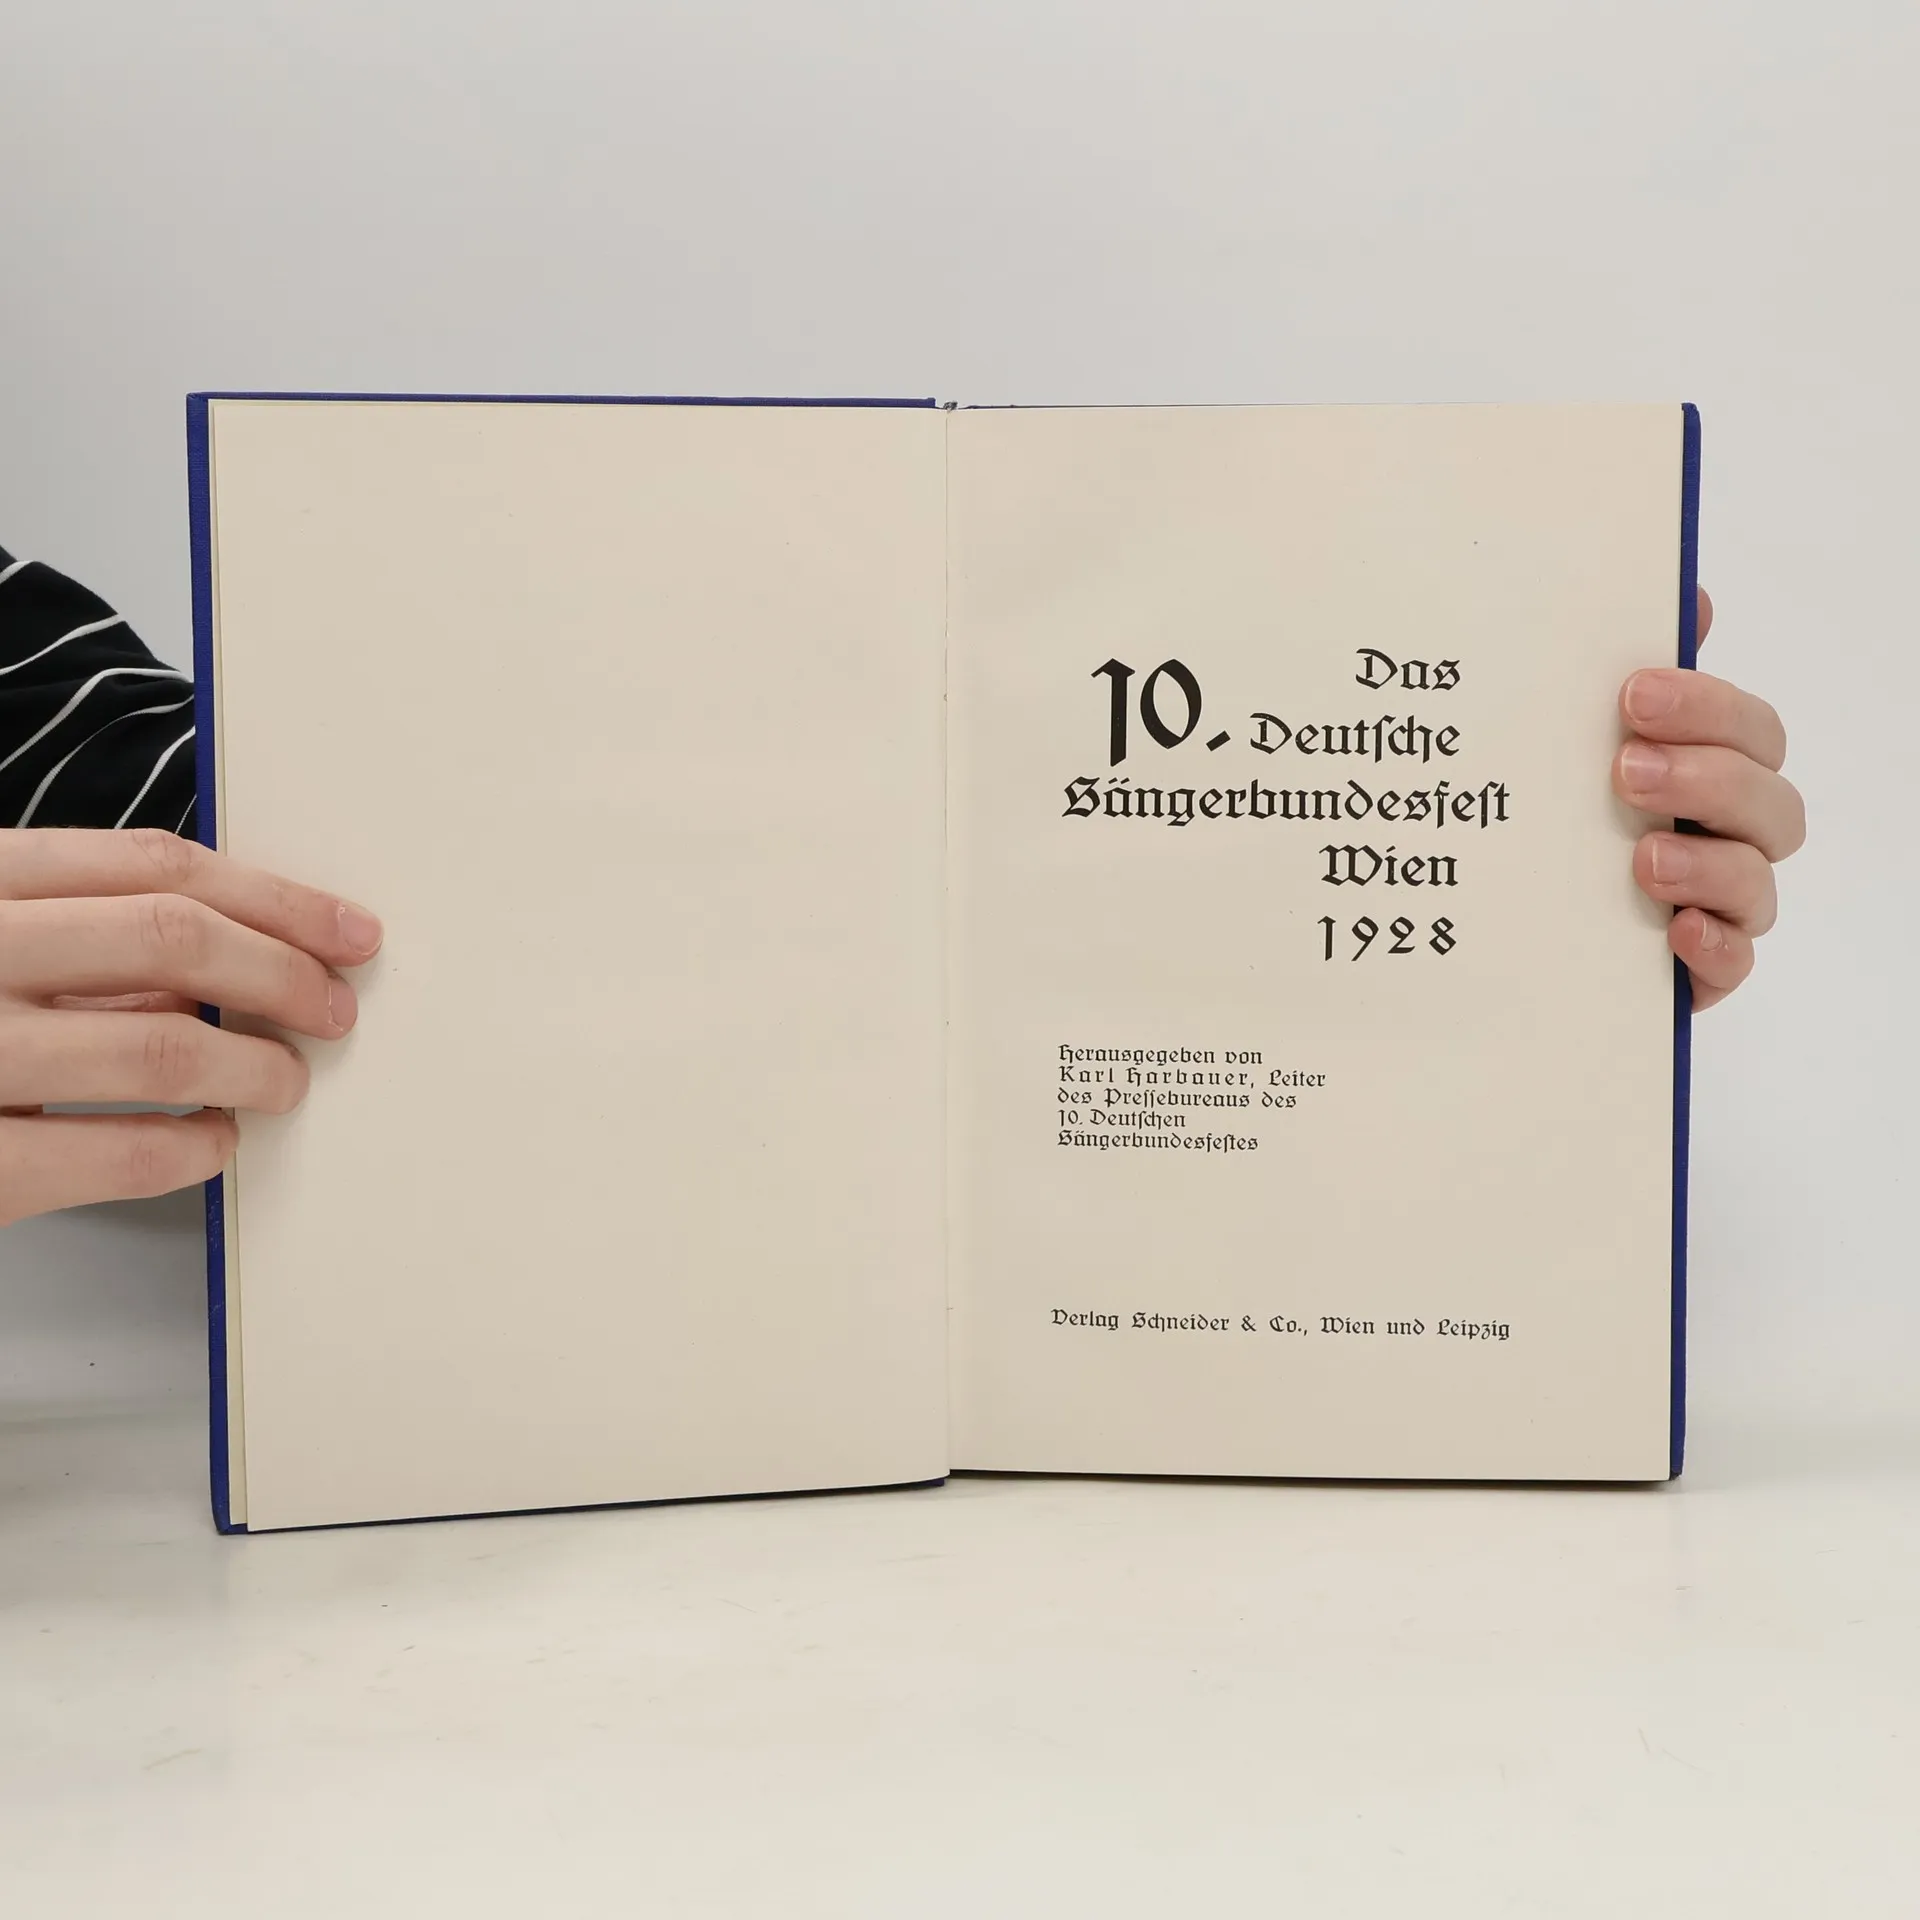 Das
10. Deutſche
Sängerbundesfeſt
Wien
1928
Herausgegeben von
Karl Harbauer, Leiter
des Preſſebureaus des
10. Deutſchen
Sängerbundesfeſtes
Verlag Schneider & Co., Wien und Leipzig